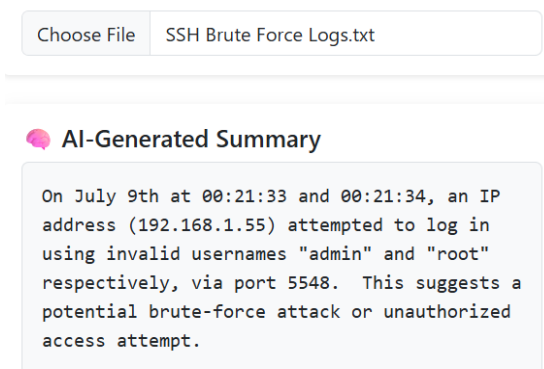 Choose File SSH Brute Force Logs.txt
🧠 AI-Generated Summary
On July 9th at 00:21:33 and 00:21:34, an IP
address (192.168.1.55) attempted to log in
using invalid usernames "admin" and "root"
respectively, via port 5548.  This suggests a
potential brute-force attack or unauthorized
access attempt.